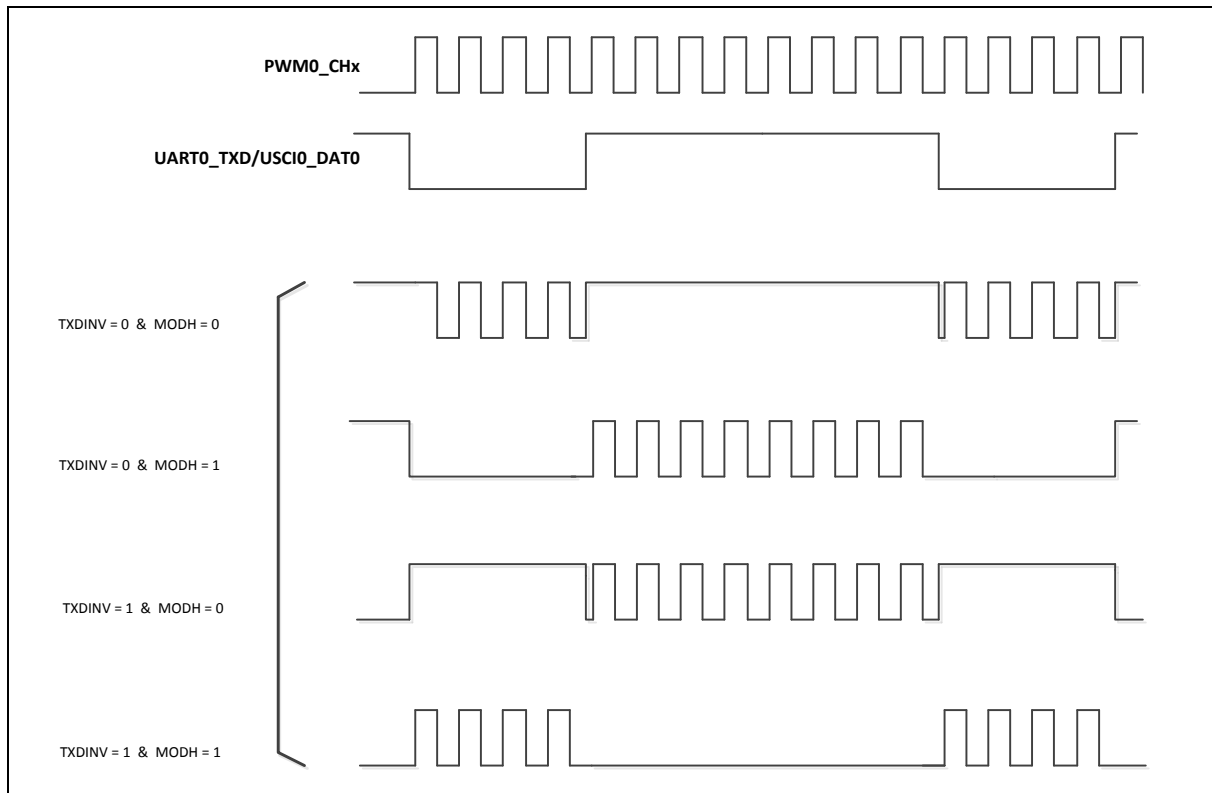 PWM0_CHx
UART0_TXD/USCI0_DAT0
TXDINV = 0 & MODH = 0
TXDINV = 0 & MODH = 1
TXDINV = 1 & MODH = 0
TXDINV = 1 & MODH = 1